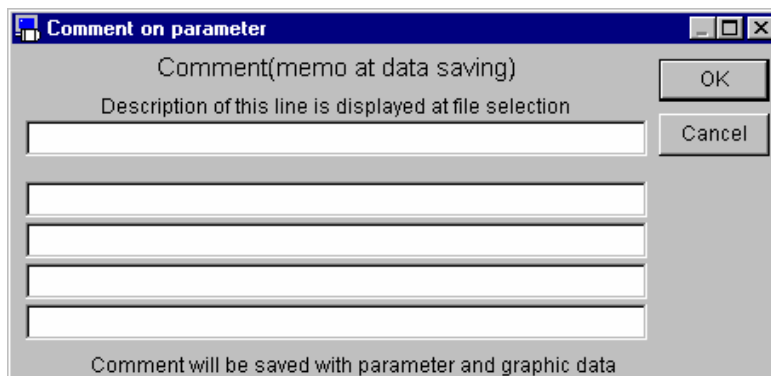 Comment on parameter
Comment(memo at data saving)
OK
Description of this line is displayed at file selection
Cancel
Comment will be saved with parameter and graphic data